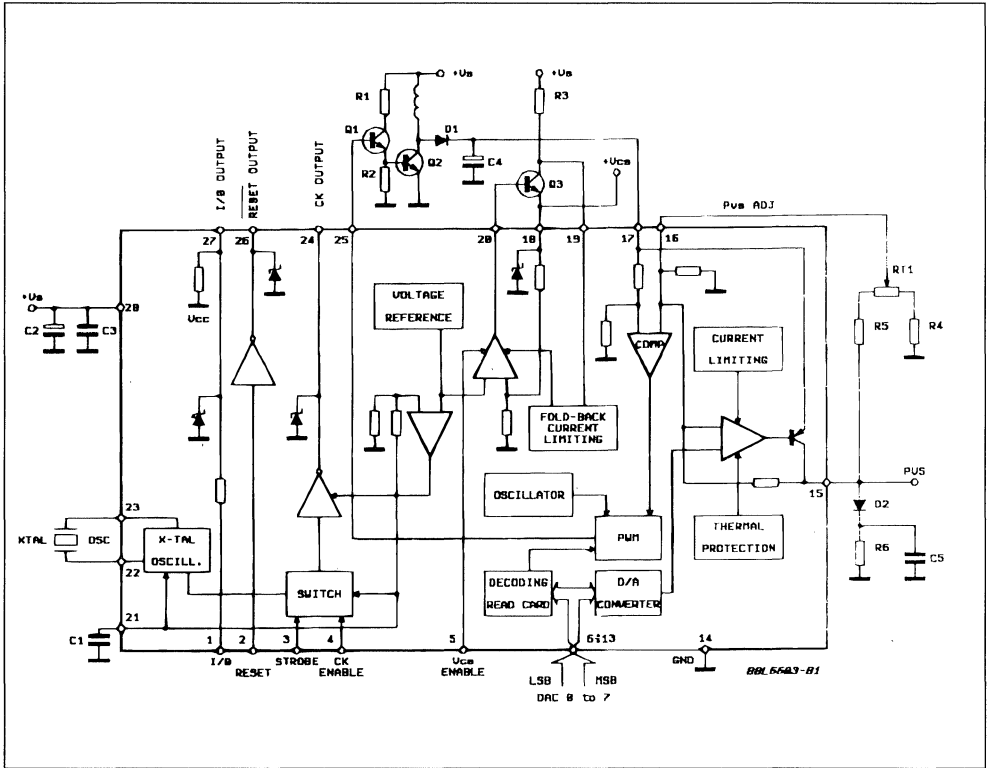 +Vs
+Vs
R1
R3
Q1
D1
Q2
C4
R2
Q3
+Vcs
I/O OUTPUT
RESET OUTPUT
CK OUTPUT
Pvs ADJ
27
26
24
25
20
18
19
17
16
RT1
+Vs
28
C2
C3
Vcc
VOLTAGE
REFERENCE
COMP
R5
R4
CURRENT
LIMITING
FOLD-BACK
CURRENT
LIMITING
OSCILLATOR
PVS
15
23
XTAL
OSC
X-TAL
OSCILL.
22
PWM
THERMAL
PROTECTION
D2
R6
C5
SWITCH
DECODING
READ CARD
D/A
CONVERTER
21
C1
1
2
3
4
5
6÷13
14
I/O
RESET
STROBE
CK
ENABLE
Vcs
ENABLE
GND
LSB
MSB
DAC 0 to 7